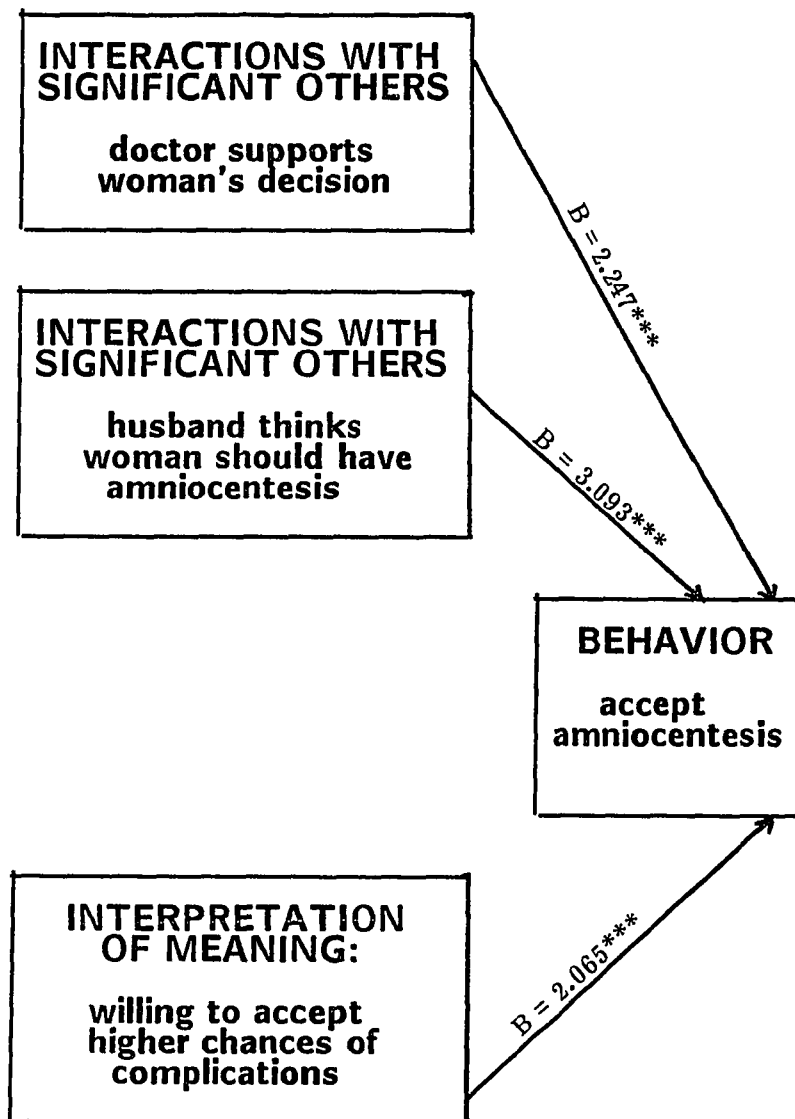 INTERACTIONS WITH
SIGNIFICANT OTHERS
doctor supports
woman's decision
B = 2.247***
INTERACTIONS WITH
SIGNIFICANT OTHERS
husband thinks
woman should have
amniocentesis
B = 3.093***
BEHAVIOR
accept
amniocentesis
INTERPRETATION
OF MEANING:
willing to accept
higher chances of
complications
B = 2.065***